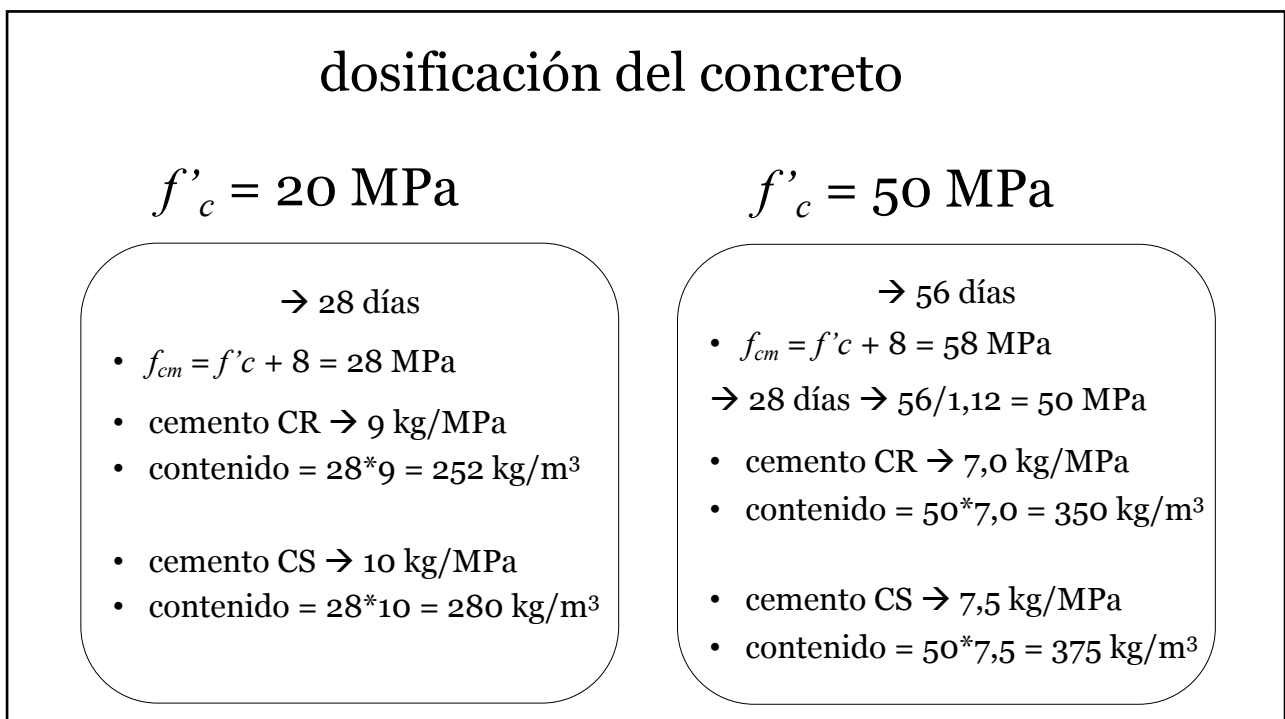 dosificación del concreto
f’c = 20 MPa
→ 28 días
• fcm = f’c + 8 = 28 MPa
• cemento CR → 9 kg/MPa
• contenido = 28*9 = 252 kg/m³
• cemento CS → 10 kg/MPa
• contenido = 28*10 = 280 kg/m³
f’c = 50 MPa
→ 56 días
• fcm = f’c + 8 = 58 MPa
→ 28 días → 56/1,12 = 50 MPa
• cemento CR → 7,0 kg/MPa
• contenido = 50*7,0 = 350 kg/m³
• cemento CS → 7,5 kg/MPa
• contenido = 50*7,5 = 375 kg/m³